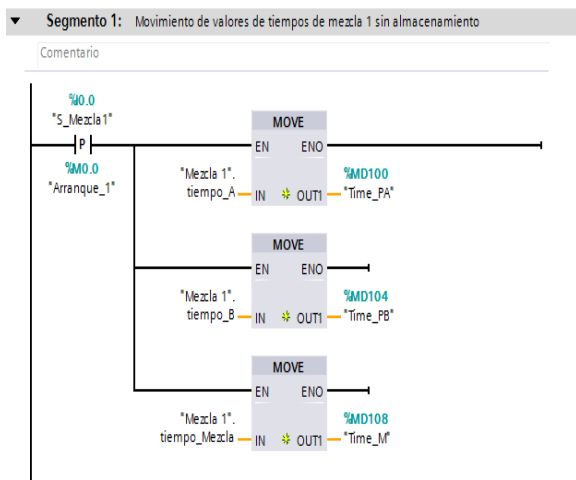 Segmento 1: Movimiento de valores de tiempos de mezcla 1 sin almacenamiento
Comentario
%I0.0
"S_Mezcla1"
P
%M0.0
"Arranque_1"
MOVE
EN ENO
"Mezcla 1".
tiempo_A
IN OUT1
%MD100
"Time_PA"
MOVE
EN ENO
"Mezcla 1".
tiempo_B
IN OUT1
%MD104
"Time_PB"
MOVE
EN ENO
"Mezcla 1".
tiempo_Mezcla
IN OUT1
%MD108
"Time_M"